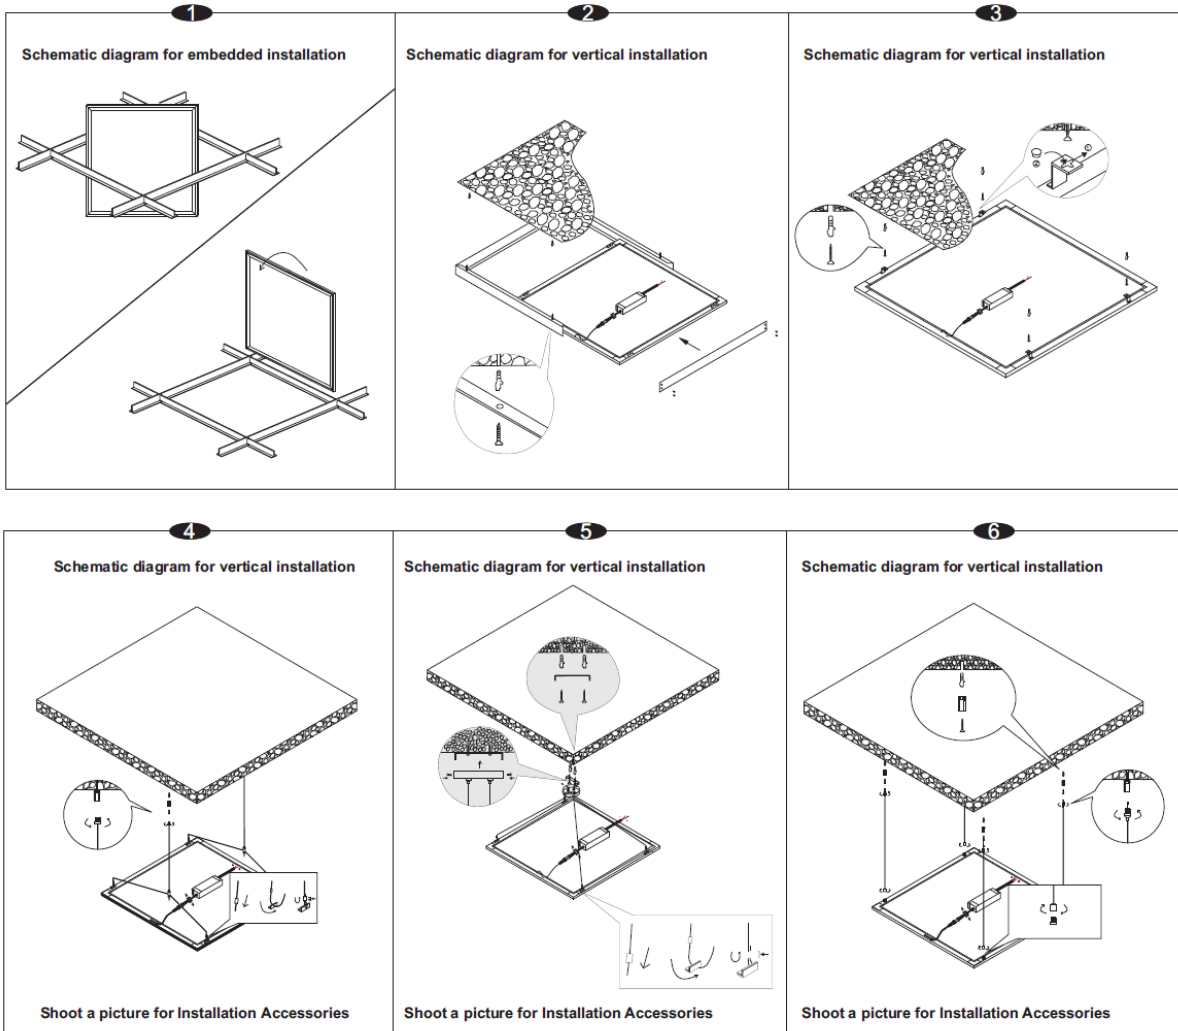 1
2
3
Schematic diagram for embedded installation
Schematic diagram for vertical installation
Schematic diagram for vertical installation
4
5
6
Schematic diagram for vertical installation
Schematic diagram for vertical installation
Schematic diagram for vertical installation
Shoot a picture for Installation Accessories
Shoot a picture for Installation Accessories
Shoot a picture for Installation Accessories